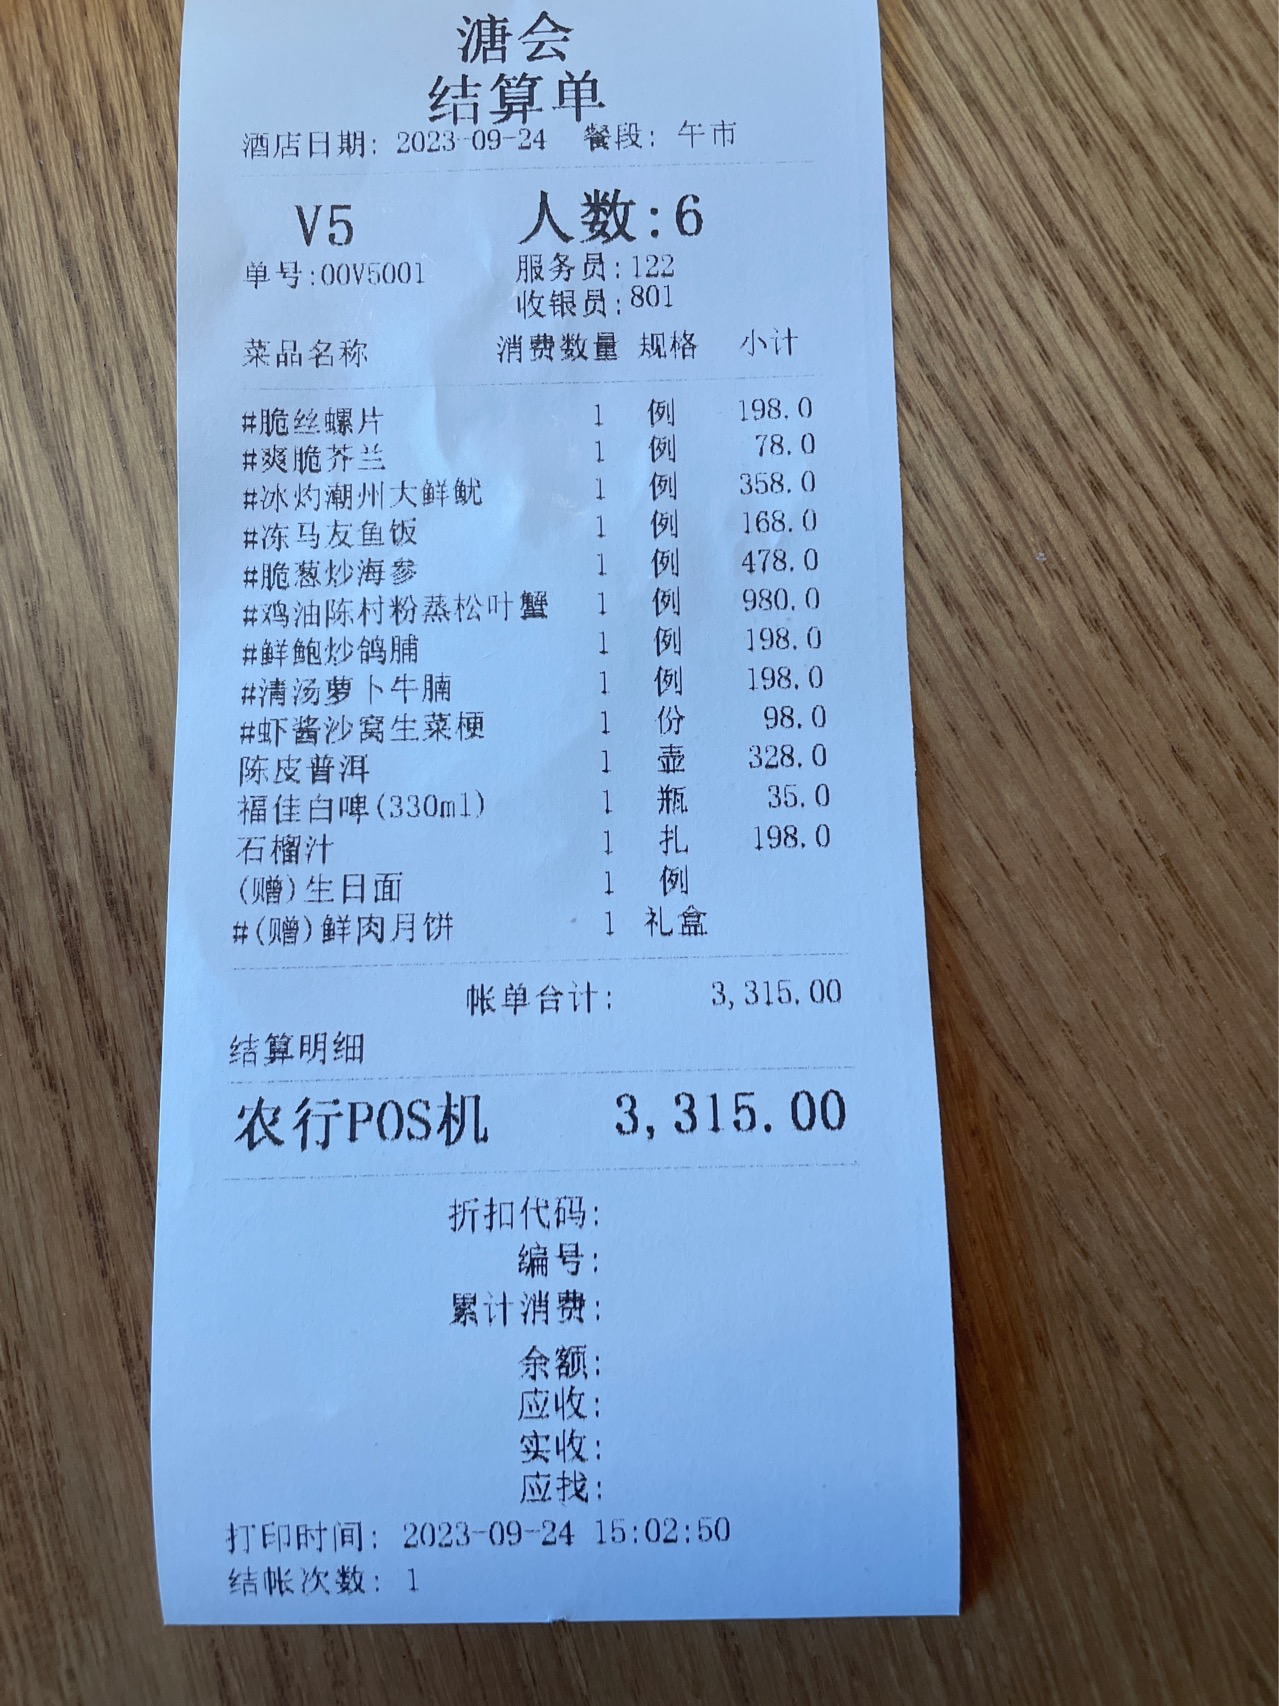 溏会
结算单
酒店日期: 2023-09-24 餐段: 午市
V5 人数:6
单号:00V5001 服务员:122
收银员:801
菜品名称 消费数量 规格 小计
#脆丝螺片 1 例 198.0
#爽脆芥兰 1 例 78.0
#冰灼潮州大鲜鱿 1 例 358.0
#冻马友鱼饭 1 例 168.0
#脆葱炒海参 1 例 478.0
#鸡油陈村粉蒸松叶蟹 1 例 980.0
#鲜鲍炒鸽脯 1 例 198.0
#清汤萝卜牛腩 1 例 198.0
#虾酱沙窝生菜梗 1 份 98.0
陈皮普洱 1 壶 328.0
福佳白啤(330ml) 1 瓶 35.0
石榴汁 1 扎 198.0
(赠)生日面 1 例
#(赠)鲜肉月饼 1 礼盒
帐单合计: 3,315.00
结算明细
农行POS机 3,315.00
折扣代码:
编号:
累计消费:
余额:
应收:
实收:
应找:
打印时间: 2023-09-24 15:02:50
结帐次数: 1